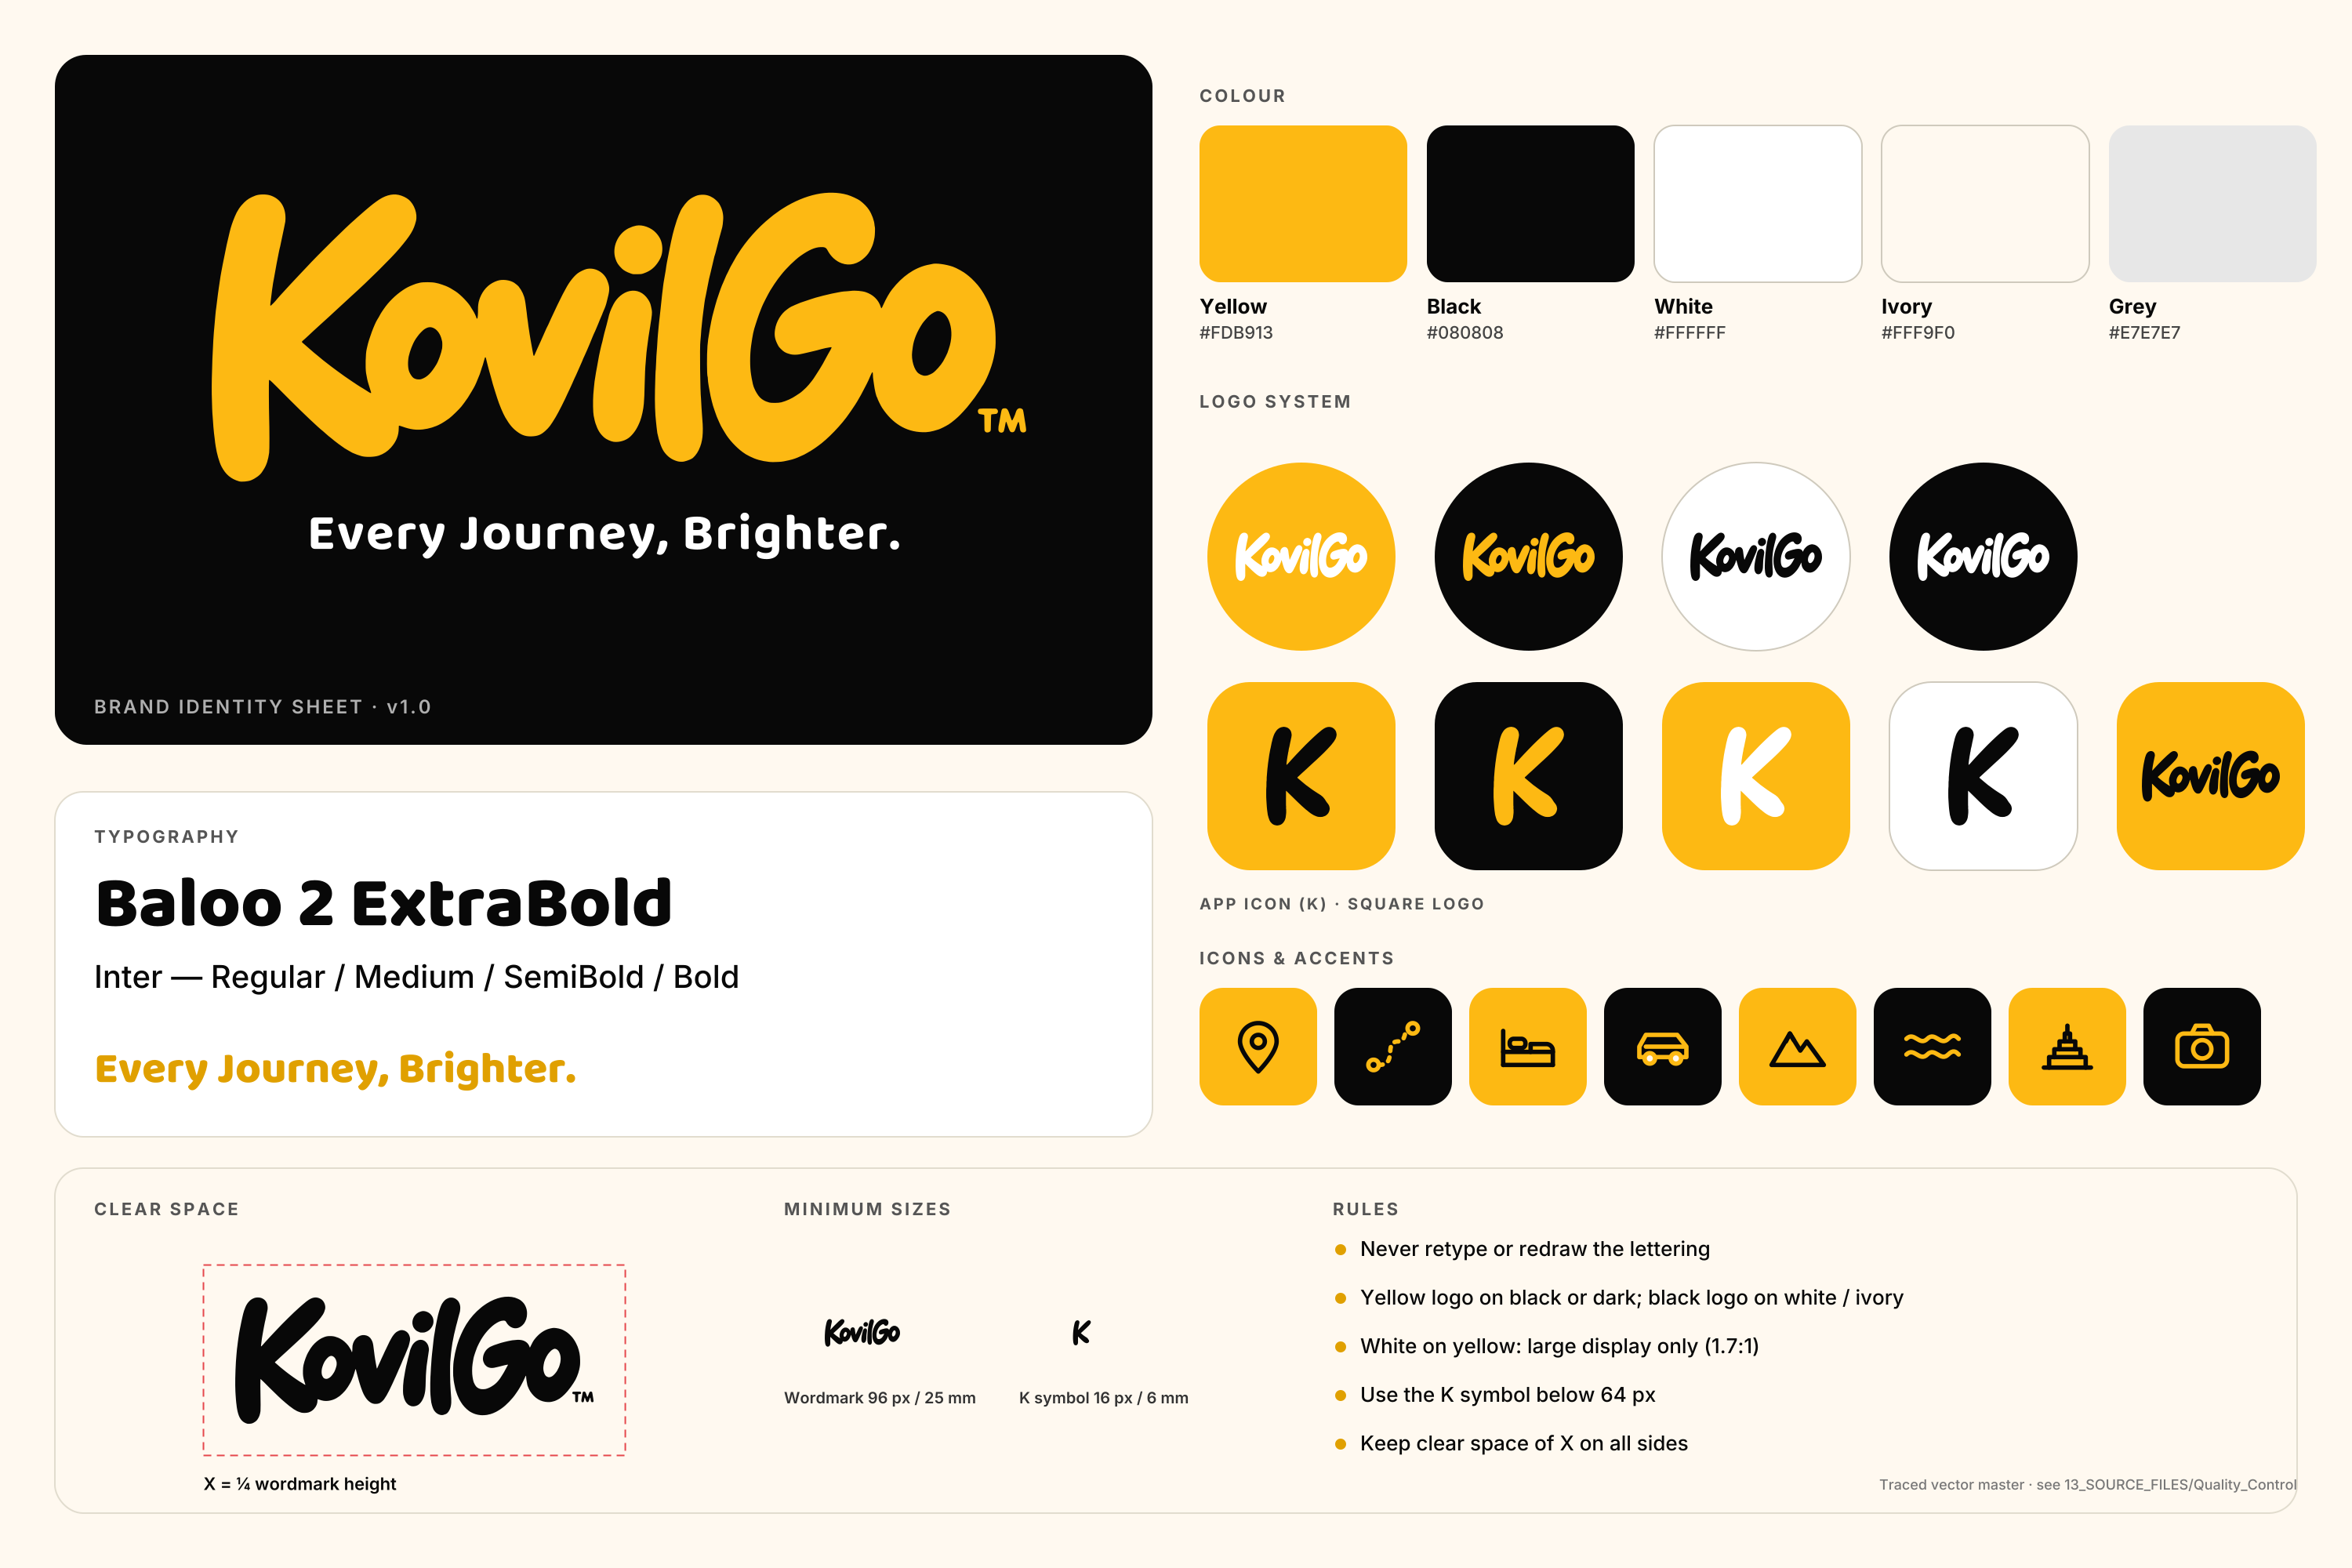 KovilGo™
Every Journey, Brighter.
BRAND IDENTITY SHEET · v1.0
COLOUR
Yellow
#FDB913
Black
#080808
White
#FFFFFF
Ivory
#FFF9F0
Grey
#E7E7E7
LOGO SYSTEM
KovilGo
KovilGo
KovilGo
KovilGo
K
K
K
K
KovilGo
APP ICON (K) · SQUARE LOGO
TYPOGRAPHY
Baloo 2 ExtraBold
Inter — Regular / Medium / SemiBold / Bold
Every Journey, Brighter.
ICONS & ACCENTS
CLEAR SPACE
KovilGo™
X = ¼ wordmark height
MINIMUM SIZES
KovilGo
K
Wordmark 96 px / 25 mm
K symbol 16 px / 6 mm
RULES
Never retype or redraw the lettering
Yellow logo on black or dark; black logo on white / ivory
White on yellow: large display only (1.7:1)
Use the K symbol below 64 px
Keep clear space of X on all sides
Traced vector master · see 13_SOURCE_FILES/Quality_Control